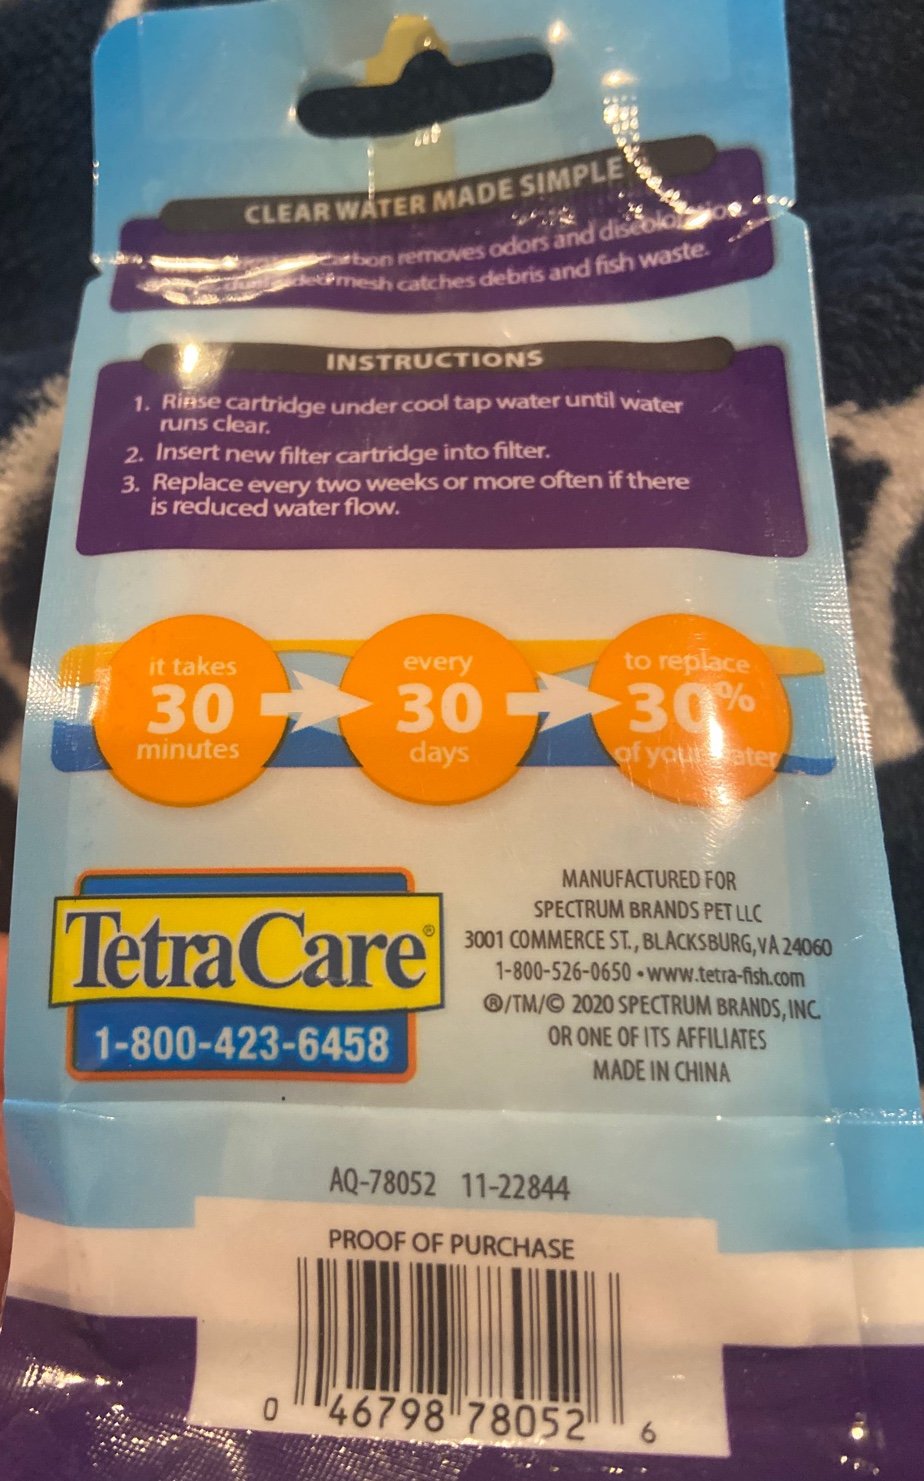 CLEAR WATER MADE SIMPLE
removes odors and
mesh catches debris and fish waste.
INSTRUCTIONS
1. Rinse cartridge under cool tap water until water
runs clear.
2. Insert new filter cartridge into filter.
3. Replace every two weeks or more often if there
is reduced water flow.
it takes
30
minutes
every
30
days
to replace
30%
of your water
TetraCare®
1-800-423-6458
MANUFACTURED FOR
SPECTRUM BRANDS PET LLC
3001 COMMERCE ST., BLACKSBURG, VA 24060
1-800-526-0650 • www.tetra-fish.com
®/TM/© 2020 SPECTRUM BRANDS, INC.
OR ONE OF ITS AFFILIATES
MADE IN CHINA
AQ-78052 11-22844
PROOF OF PURCHASE
0 46798 78052 6